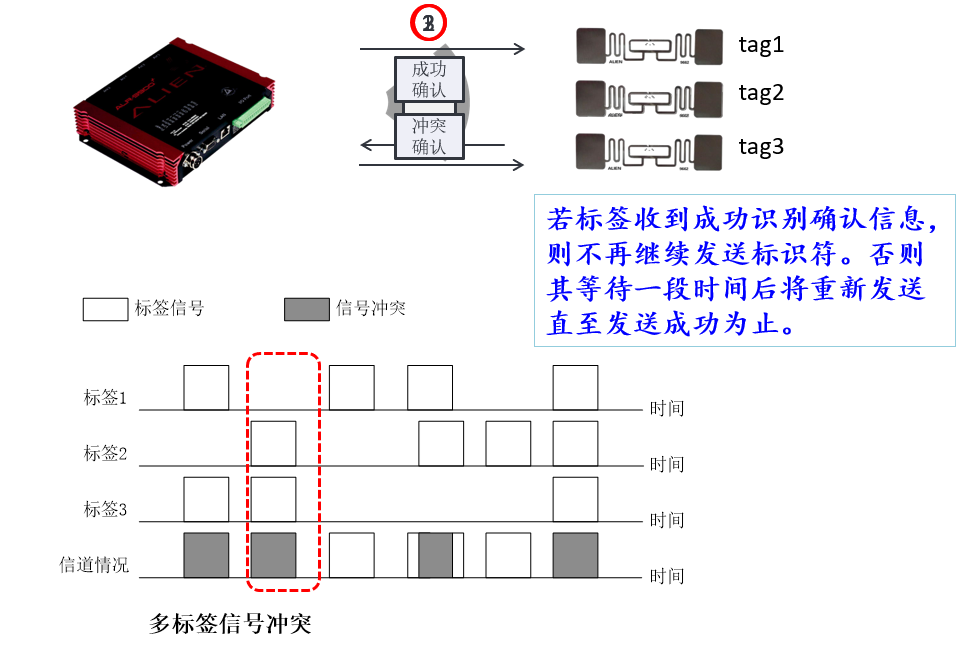 成功
确认
冲突
确认
tag1
tag2
tag3
ALIEN
若标签收到成功识别确认信息，
则不再继续发送标识符。否则
其等待一段时间后将重新发送
直至发送成功为止。
标签信号
信号冲突
标签1
时间
标签2
时间
标签3
时间
信道情况
时间
多标签信号冲突